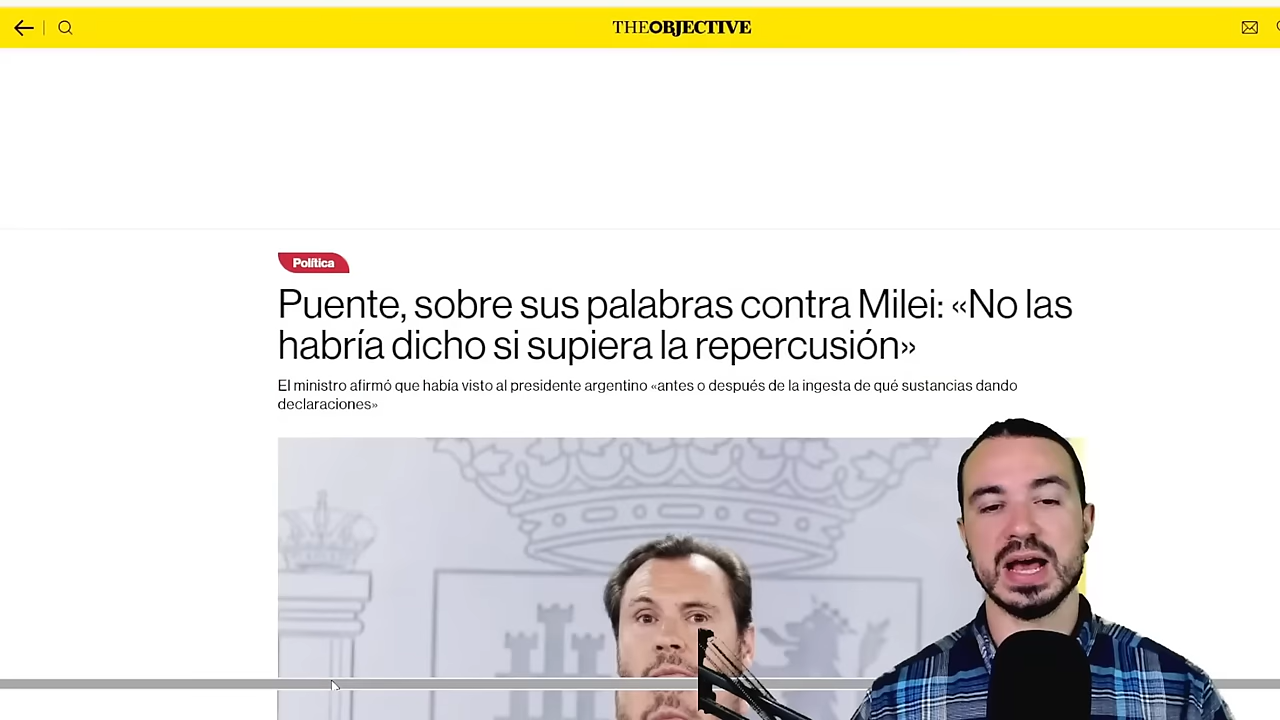 THEOBJECTIVE
Política
Puente, sobre sus palabras contra Milei: «No las
habría dicho si supiera la repercusión»
El ministro afirmó que había visto al presidente argentino «antes o después de la ingesta de qué sustancias dando
declaraciones»